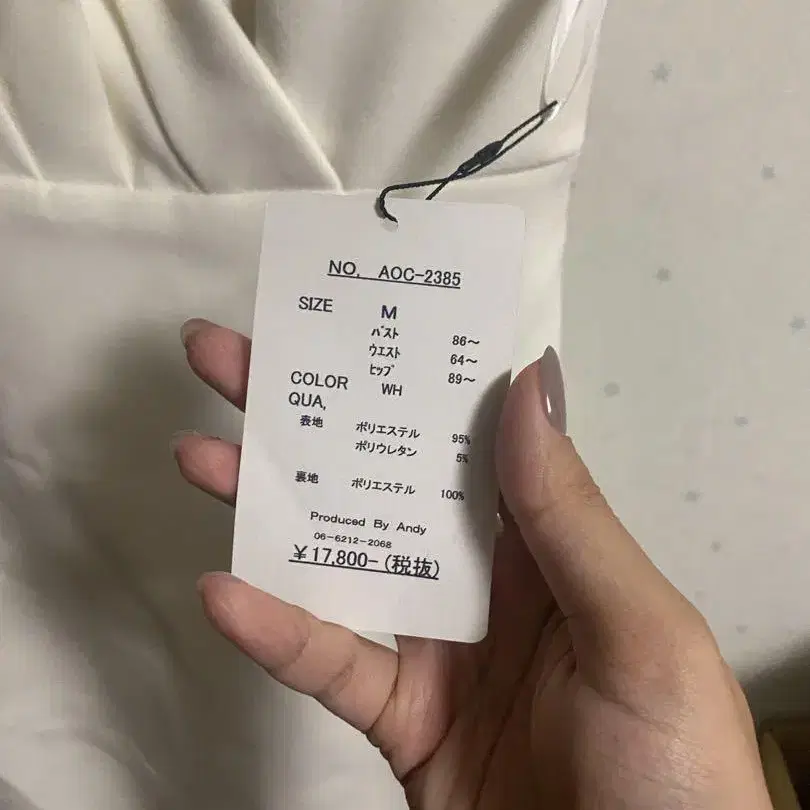 NO, AOC-2385
SIZE M
ﾊﾞｽﾄ 86～
ｳｴｽﾄ 64～
ﾋｯﾌﾟ 89～
COLOR WH
QUA,
表地 ポリエステル 95%
ポリウレタン 5%
裏地 ポリエステル 100%
Produced By Andy
06-6212-2068
￥17,800-(税抜)